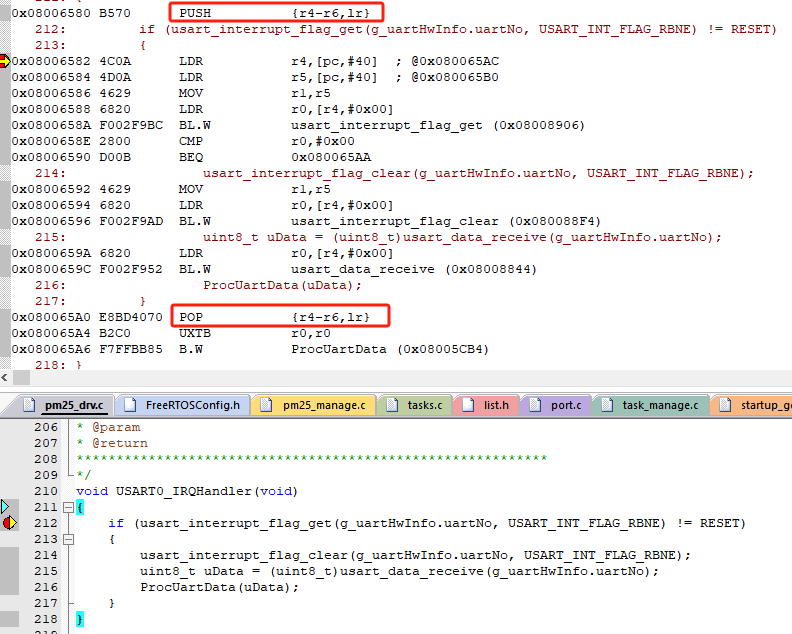 0x08006580 B570 PUSH {r4-r6,lr}
212: if (usart_interrupt_flag_get(g_uartHwInfo.uartNo, USART_INT_FLAG_RBNE) != RESET)
213: {
0x08006582 4C0A LDR r4,[pc,#40] ; @0x080065AC
0x08006584 4D0A LDR r5,[pc,#40] ; @0x080065B0
0x08006586 4629 MOV r1,r5
0x08006588 6820 LDR r0,[r4,#0x00]
0x0800658A F002F9BC BL.W usart_interrupt_flag_get (0x08008906)
0x0800658E 2800 CMP r0,#0x00
0x08006590 D00B BEQ 0x080065AA
214: usart_interrupt_flag_clear(g_uartHwInfo.uartNo, USART_INT_FLAG_RBNE);
0x08006592 4629 MOV r1,r5
0x08006594 6820 LDR r0,[r4,#0x00]
0x08006596 F002F9AD BL.W usart_interrupt_flag_clear (0x080088F4)
215: uint8_t uData = (uint8_t)usart_data_receive(g_uartHwInfo.uartNo);
0x0800659A 6820 LDR r0,[r4,#0x00]
0x0800659C F002F952 BL.W usart_data_receive (0x08008844)
216: ProcUartData(uData);
217: }
0x080065A0 E8BD4070 POP {r4-r6,lr}
0x080065A4 B2C0 UXTB r0,r0
0x080065A6 F7FFBB85 B.W ProcUartData (0x08005CB4)
218: }
pm25_drv.c FreeRTOSConfig.h pm25_manage.c tasks.c list.h port.c task_manage.c
206 * @param
207 * @return
208 ***********************************************************
209 */
210 void USART0_IRQHandler(void)
211 {
212 if (usart_interrupt_flag_get(g_uartHwInfo.uartNo, USART_INT_FLAG_RBNE) != RESET)
213 {
214 usart_interrupt_flag_clear(g_uartHwInfo.uartNo, USART_INT_FLAG_RBNE);
215 uint8_t uData = (uint8_t)usart_data_receive(g_uartHwInfo.uartNo);
216 ProcUartData(uData);
217 }
218 }